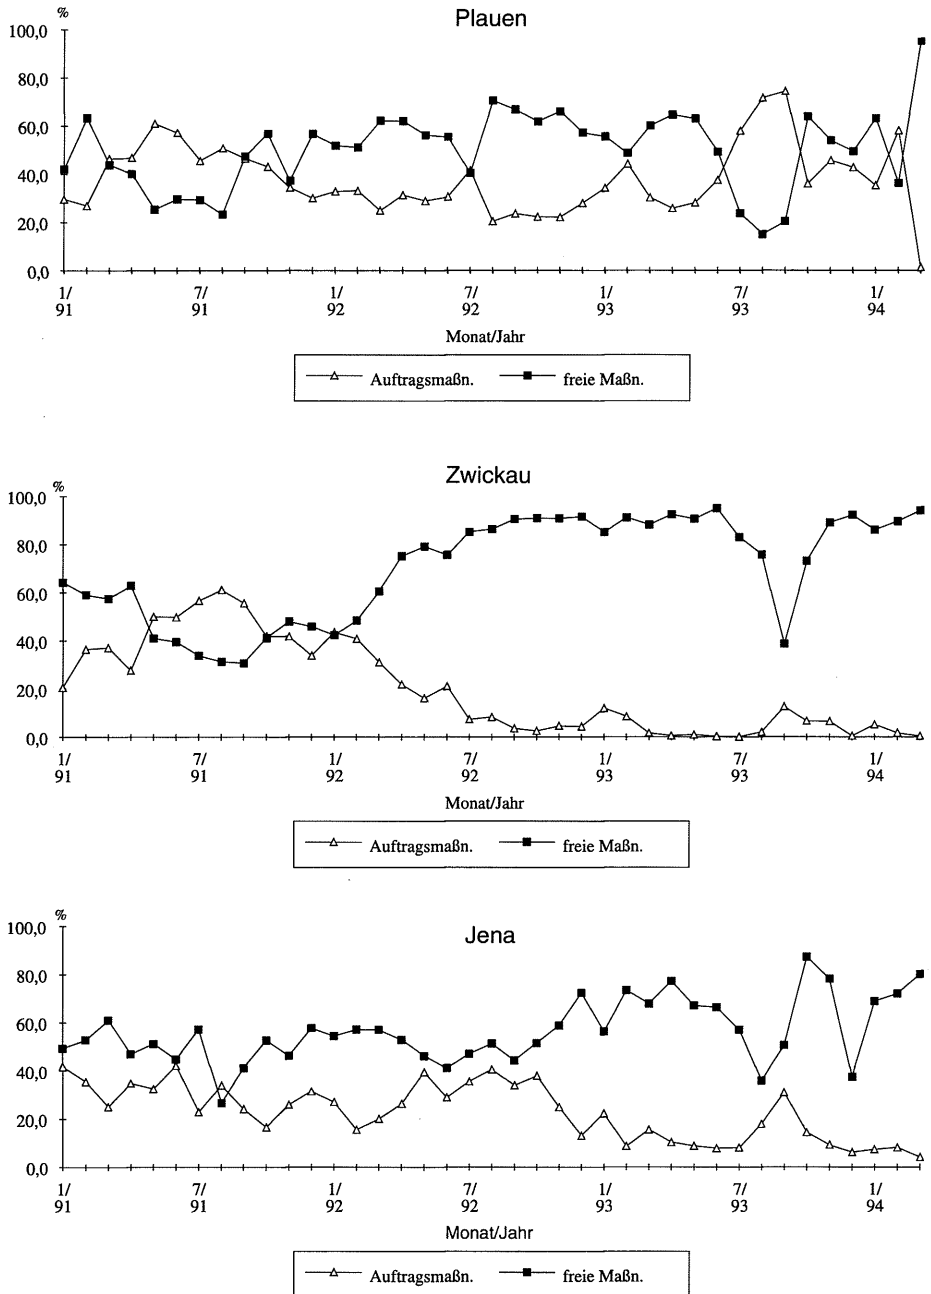 Plauen
%
100,0
80,0
60,0
40,0
20,0
0,0
1/ 7/ 1/ 7/ 1/ 7/ 1/
91 91 92 92 93 93 94
Monat/Jahr
Auftragsmaßn. freie Maßn.
Zwickau
%
100,0
80,0
60,0
40,0
20,0
0,0
1/ 7/ 1/ 7/ 1/ 7/ 1/
91 91 92 92 93 93 94
Monat/Jahr
Auftragsmaßn. freie Maßn.
Jena
%
100,0
80,0
60,0
40,0
20,0
0,0
1/ 7/ 1/ 7/ 1/ 7/ 1/
91 91 92 92 93 93 94
Monat/Jahr
Auftragsmaßn. freie Maßn.